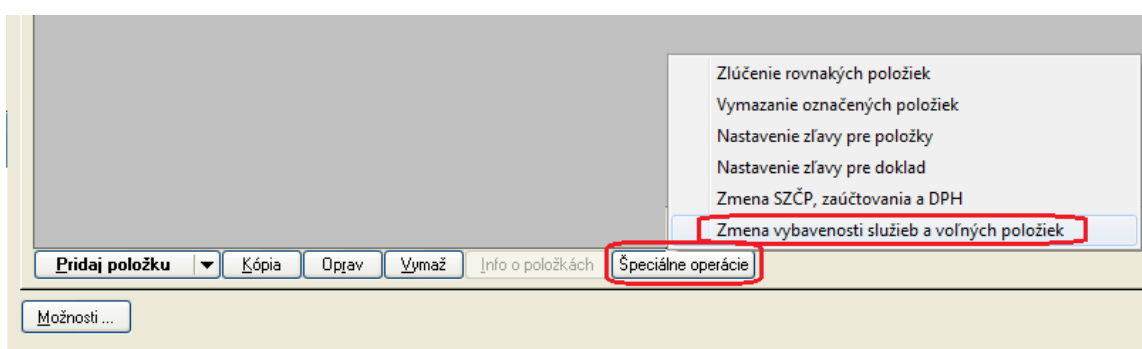 Zlúčenie rovnakých položiek
Vymazanie označených položiek
Nastavenie zľavy pre položky
Nastavenie zľavy pre doklad
Zmena SZČP, zaúčtovania a DPH
Zmena vybavenosti služieb a voľných položiek
Pridaj položku Kópia Oprav Vymaž Info o položkách Špeciálne operácie
Možnosti ...